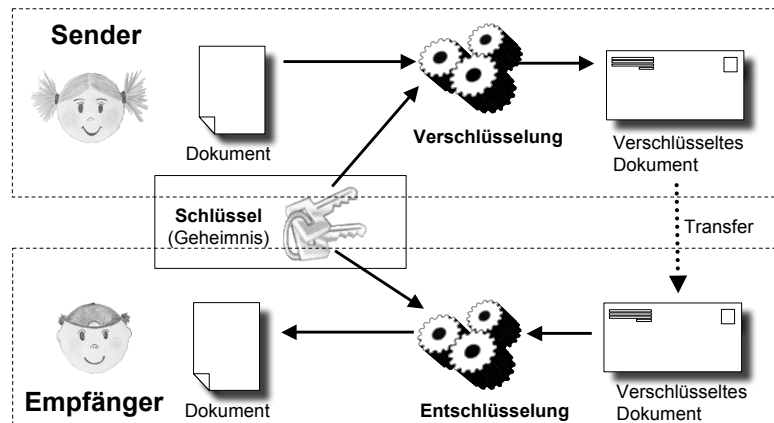 Sender
Dokument
Verschlüsselung
Verschlüsseltes
Dokument
Schlüssel
(Geheimnis)
Transfer
Empfänger
Dokument
Entschlüsselung
Verschlüsseltes
Dokument